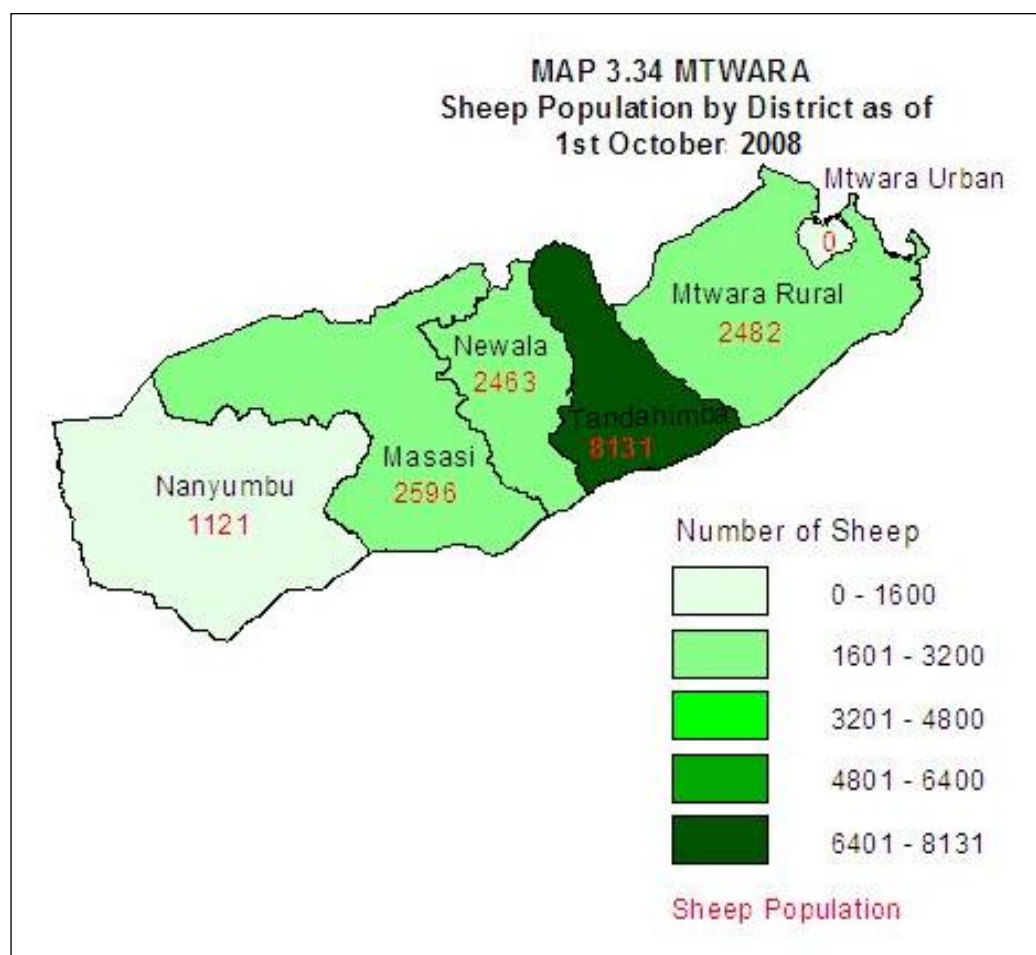 MAP 3.34 MTWARA
Sheep Population by District as of
1st October 2008
Mtwara Urban
0
Mtwara Rural
2482
Newala
2463
Tandahimba
8131
Masasi
2596
Nanyumbu
1121
Number of Sheep
0 - 1600
1601 - 3200
3201 - 4800
4801 - 6400
6401 - 8131
Sheep Population